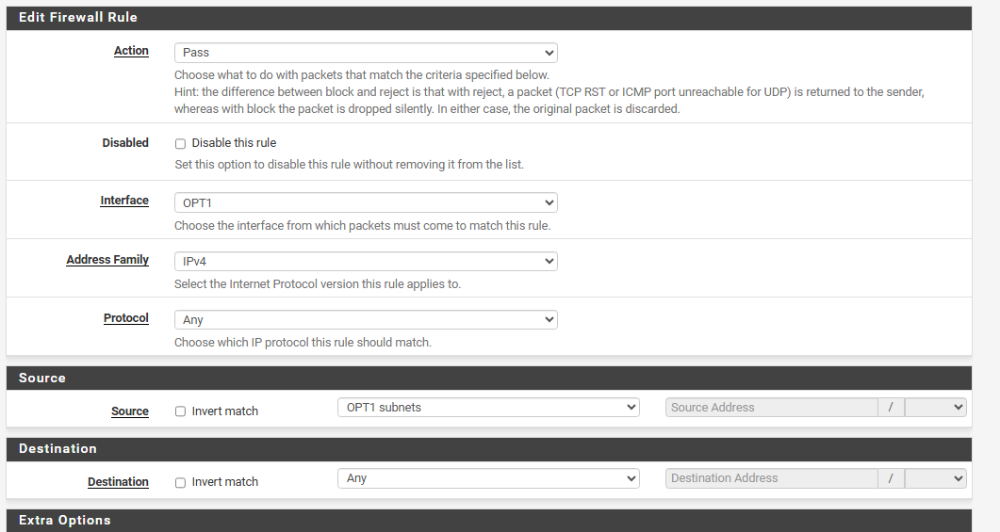 Edit Firewall Rule
Action
Pass
Choose what to do with packets that match the criteria specified below.
Hint: the difference between block and reject is that with reject, a packet (TCP RST or ICMP port unreachable for UDP) is returned to the sender,
whereas with block the packet is dropped silently. In either case, the original packet is discarded.
Disabled
Disable this rule
Set this option to disable this rule without removing it from the list.
Interface
OPT1
Choose the interface from which packets must come to match this rule.
Address Family
IPv4
Select the Internet Protocol version this rule applies to.
Protocol
Any
Choose which IP protocol this rule should match.
Source
Source
Invert match
OPT1 subnets
Source Address
/
Destination
Destination
Invert match
Any
Destination Address
/
Extra Options